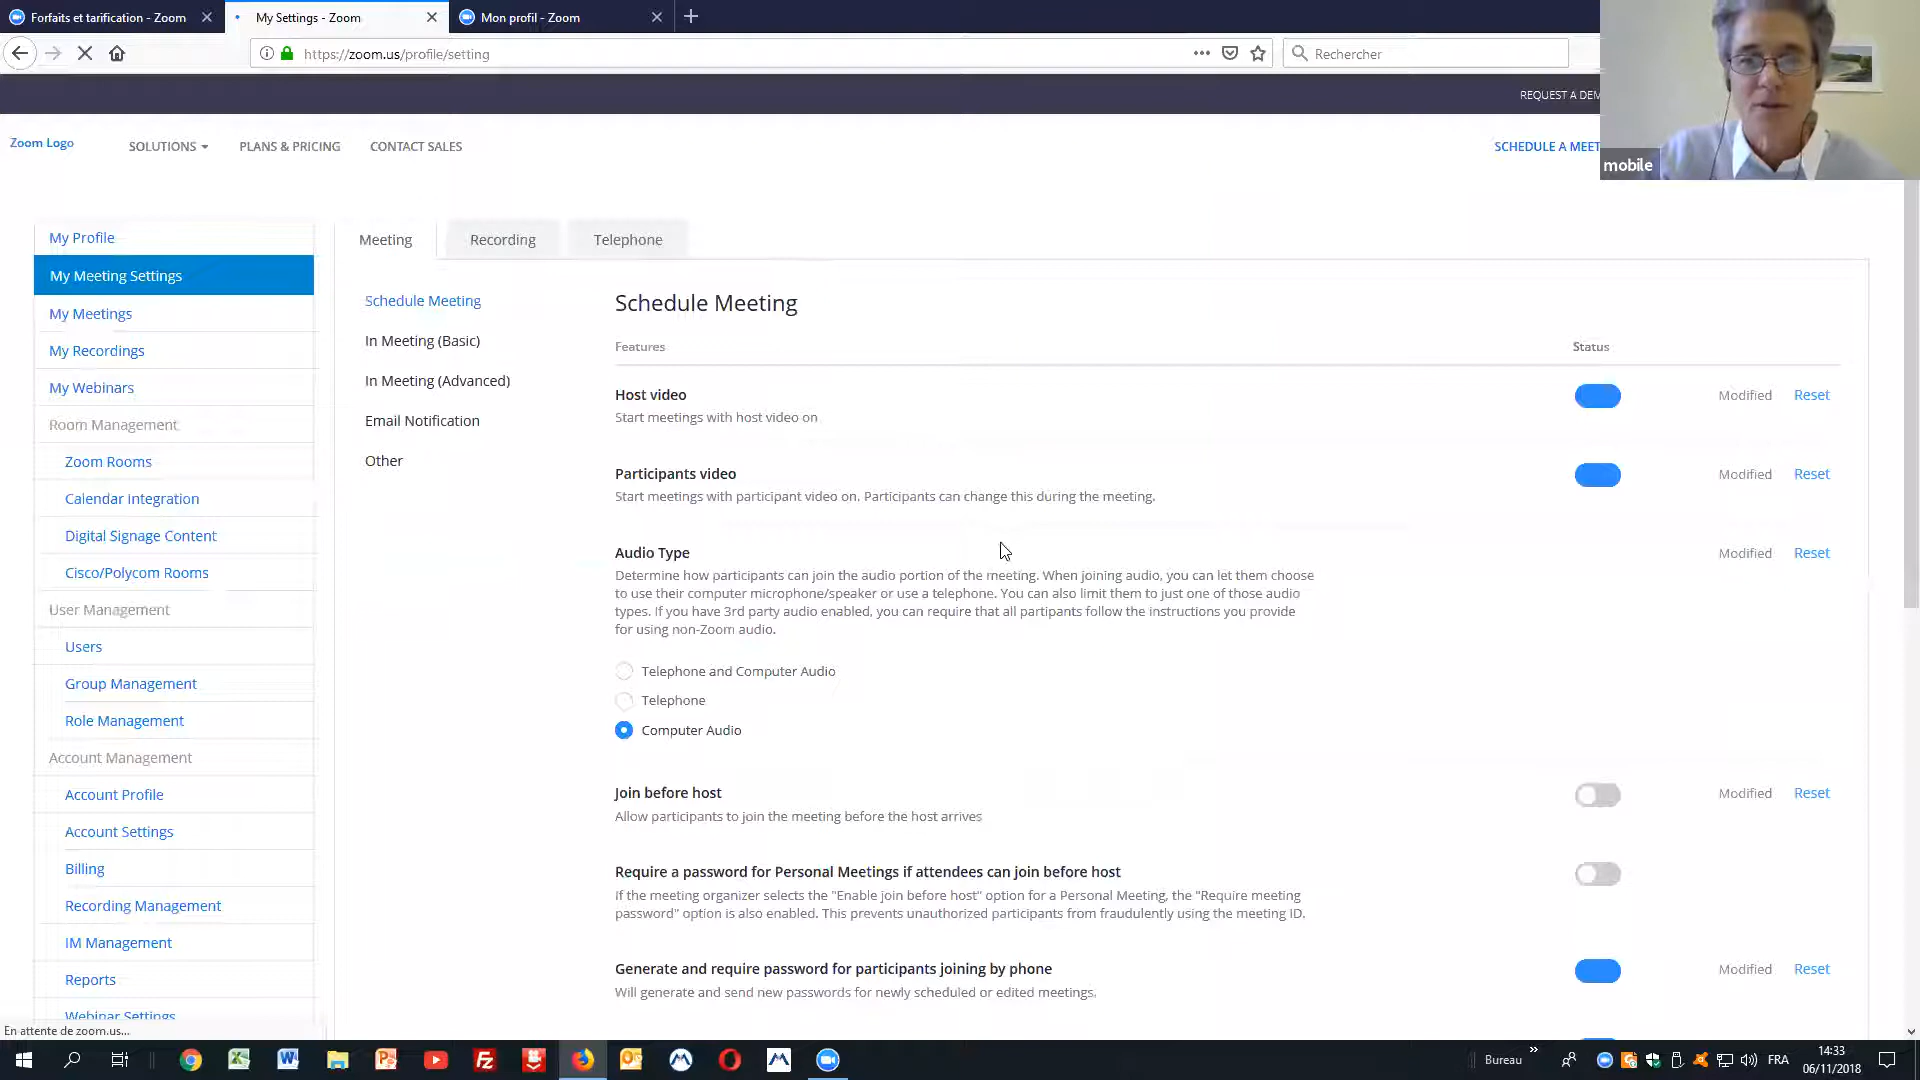 Forfaits et tarification - Zoom
My Settings - Zoom
Mon profil - Zoom
https://zoom.us/profile/setting
Rechercher
REQUEST A DEM
Zoom Logo
SOLUTIONS
PLANS & PRICING
CONTACT SALES
SCHEDULE A MEET
mobile
My Profile
My Meeting Settings
My Meetings
My Recordings
My Webinars
Room Management
Zoom Rooms
Calendar Integration
Digital Signage Content
Cisco/Polycom Rooms
User Management
Users
Group Management
Role Management
Account Management
Account Profile
Account Settings
Billing
Recording Management
IM Management
Reports
Webinar Settings
En attente de zoom.us...
Meeting
Recording
Telephone
Schedule Meeting
In Meeting (Basic)
In Meeting (Advanced)
Email Notification
Other
Schedule Meeting
Features
Status
Host video
Modified
Reset
Start meetings with host video on
Participants video
Modified
Reset
Start meetings with participant video on. Participants can change this during the meeting.
Audio Type
Modified
Reset
Determine how participants can join the audio portion of the meeting. When joining audio, you can let them choose
to use their computer microphone/speaker or use a telephone. You can also limit them to just one of those audio
types. If you have 3rd party audio enabled, you can require that all partipants follow the instructions you provide
for using non-Zoom audio.
Telephone and Computer Audio
Telephone
Computer Audio
Join before host
Modified
Reset
Allow participants to join the meeting before the host arrives
Require a password for Personal Meetings if attendees can join before host
If the meeting organizer selects the "Enable join before host" option for a Personal Meeting, the "Require meeting
password" option is also enabled. This prevents unauthorized participants from fraudulently using the meeting ID.
Generate and require password for participants joining by phone
Modified
Reset
Will generate and send new passwords for newly scheduled or edited meetings.
Bureau
FRA
14:33
06/11/2018